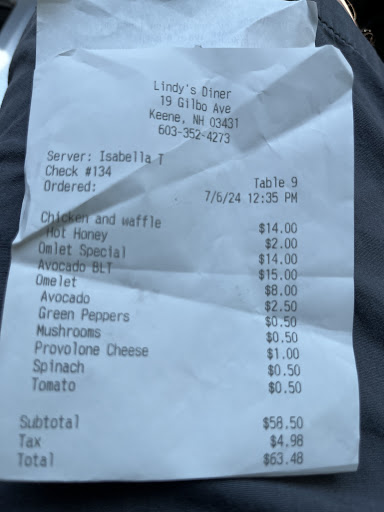 Lindy's Diner
19 Gilbo Ave
Keene, NH 03431
603-352-4273
Server: Isabella T
Check #134 Table 9
Ordered: 7/6/24 12:35 PM
Chicken and waffle $14.00
Hot Honey $2.00
Omlet Special $14.00
Avocado BLT $15.00
Omelet $8.00
Avocado $2.50
Green Peppers $0.50
Mushrooms $0.50
Provolone Cheese $1.00
Spinach $0.50
Tomato $0.50
Subtotal $58.50
Tax $4.98
Total $63.48